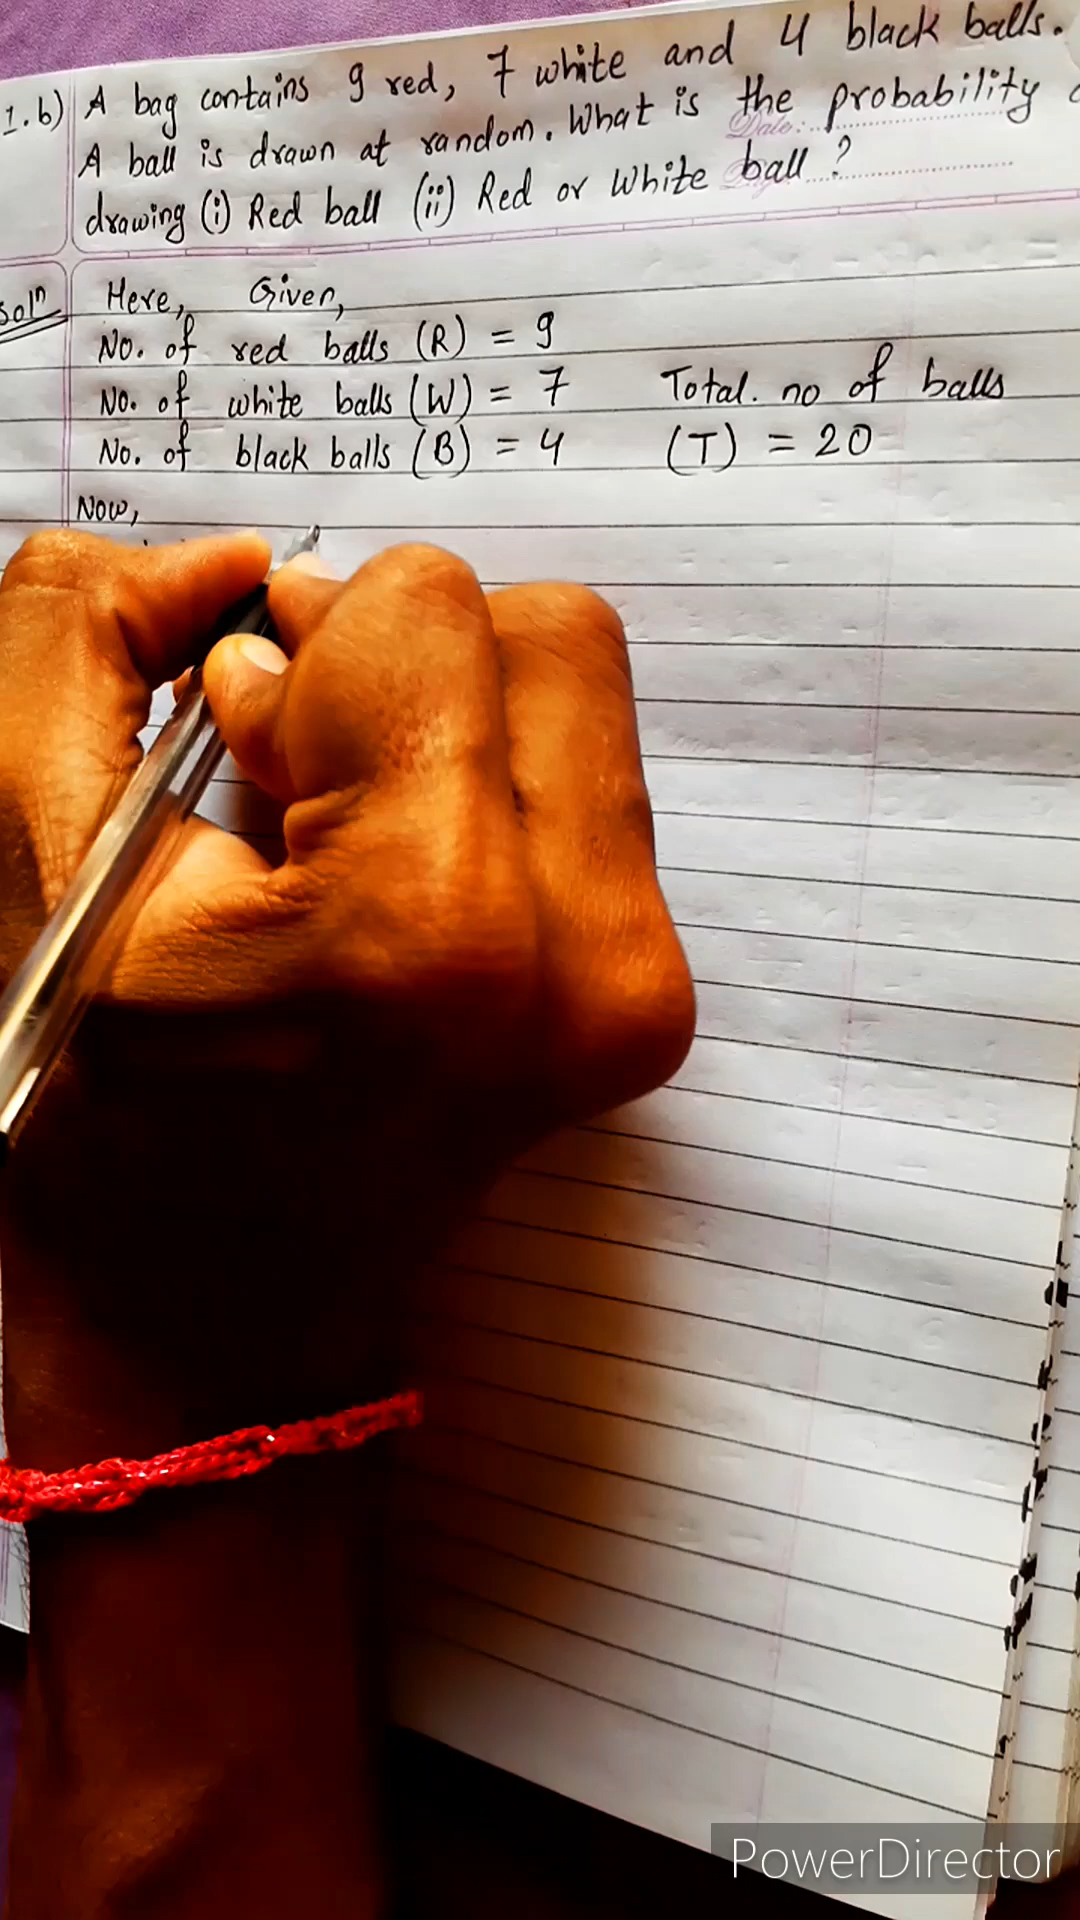 1.b) A bag contains 9 red, 7 white and 4 black balls.
A ball is drawn at random. What is the probability
Date:
drawing (i) Red ball (ii) Red or White ball ?
Soln Here, Given,
No. of red balls (R) = 9
No. of white balls (W) = 7 Total. no of balls
No. of black balls (B) = 4 (T) = 20
Now,
PowerDirector